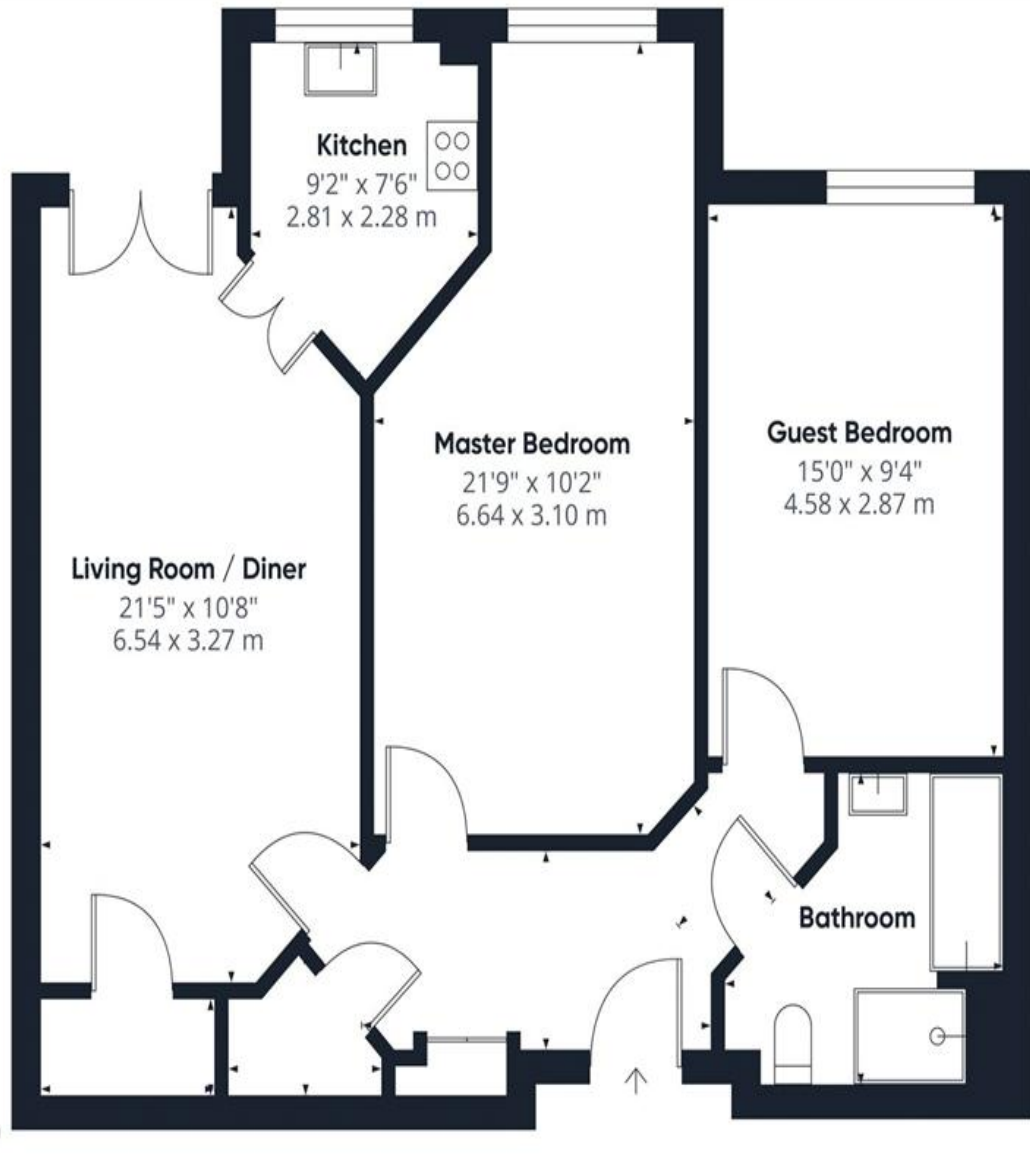 Kitchen
9'2" x 7'6"
2.81 x 2.28 m
Master Bedroom
21'9" x 10'2"
6.64 x 3.10 m
Guest Bedroom
15'0" x 9'4"
4.58 x 2.87 m
Living Room / Diner
21'5" x 10'8"
6.54 x 3.27 m
Bathroom